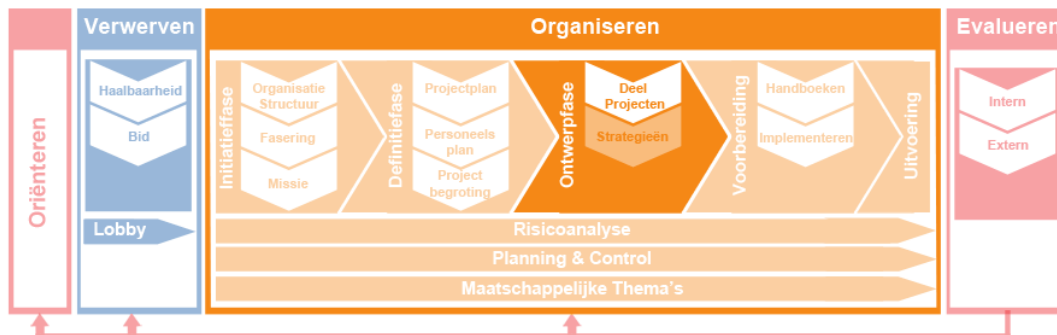 Oriënteren
Verwerven
Haalbaarheid
Bid
Lobby
Organiseren
Initiatieffase
Organisatie
Structuur
Fasering
Missie
Definitiefase
Projectplan
Personeels
plan
Project
begroting
Ontwerpfase
Deel
Projecten
Strategieën
Voorbereiding
Handboeken
Implementeren
Uitvoering
Risicoanalyse
Planning & Control
Maatschappelijke Thema's
Evalueren
Intern
Extern